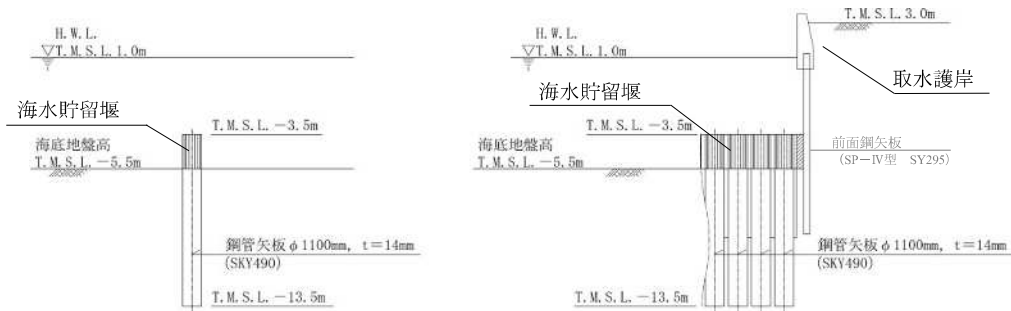 H.W.L.
T.M.S.L.1.0m
海水貯留堰
T.M.S.L.-3.5m
海底地盤高
T.M.S.L.-5.5m
鋼管矢板φ1100mm, t=14mm
(SKY490)
T.M.S.L.-13.5m
T.M.S.L.3.0m
H.W.L.
T.M.S.L.1.0m
取水護岸
海水貯留堰
T.M.S.L.-3.5m
海底地盤高
T.M.S.L.-5.5m
前面鋼矢板
(SP-Ⅳ型 SY295)
鋼管矢板φ1100mm, t=14mm
(SKY490)
T.M.S.L.-13.5m